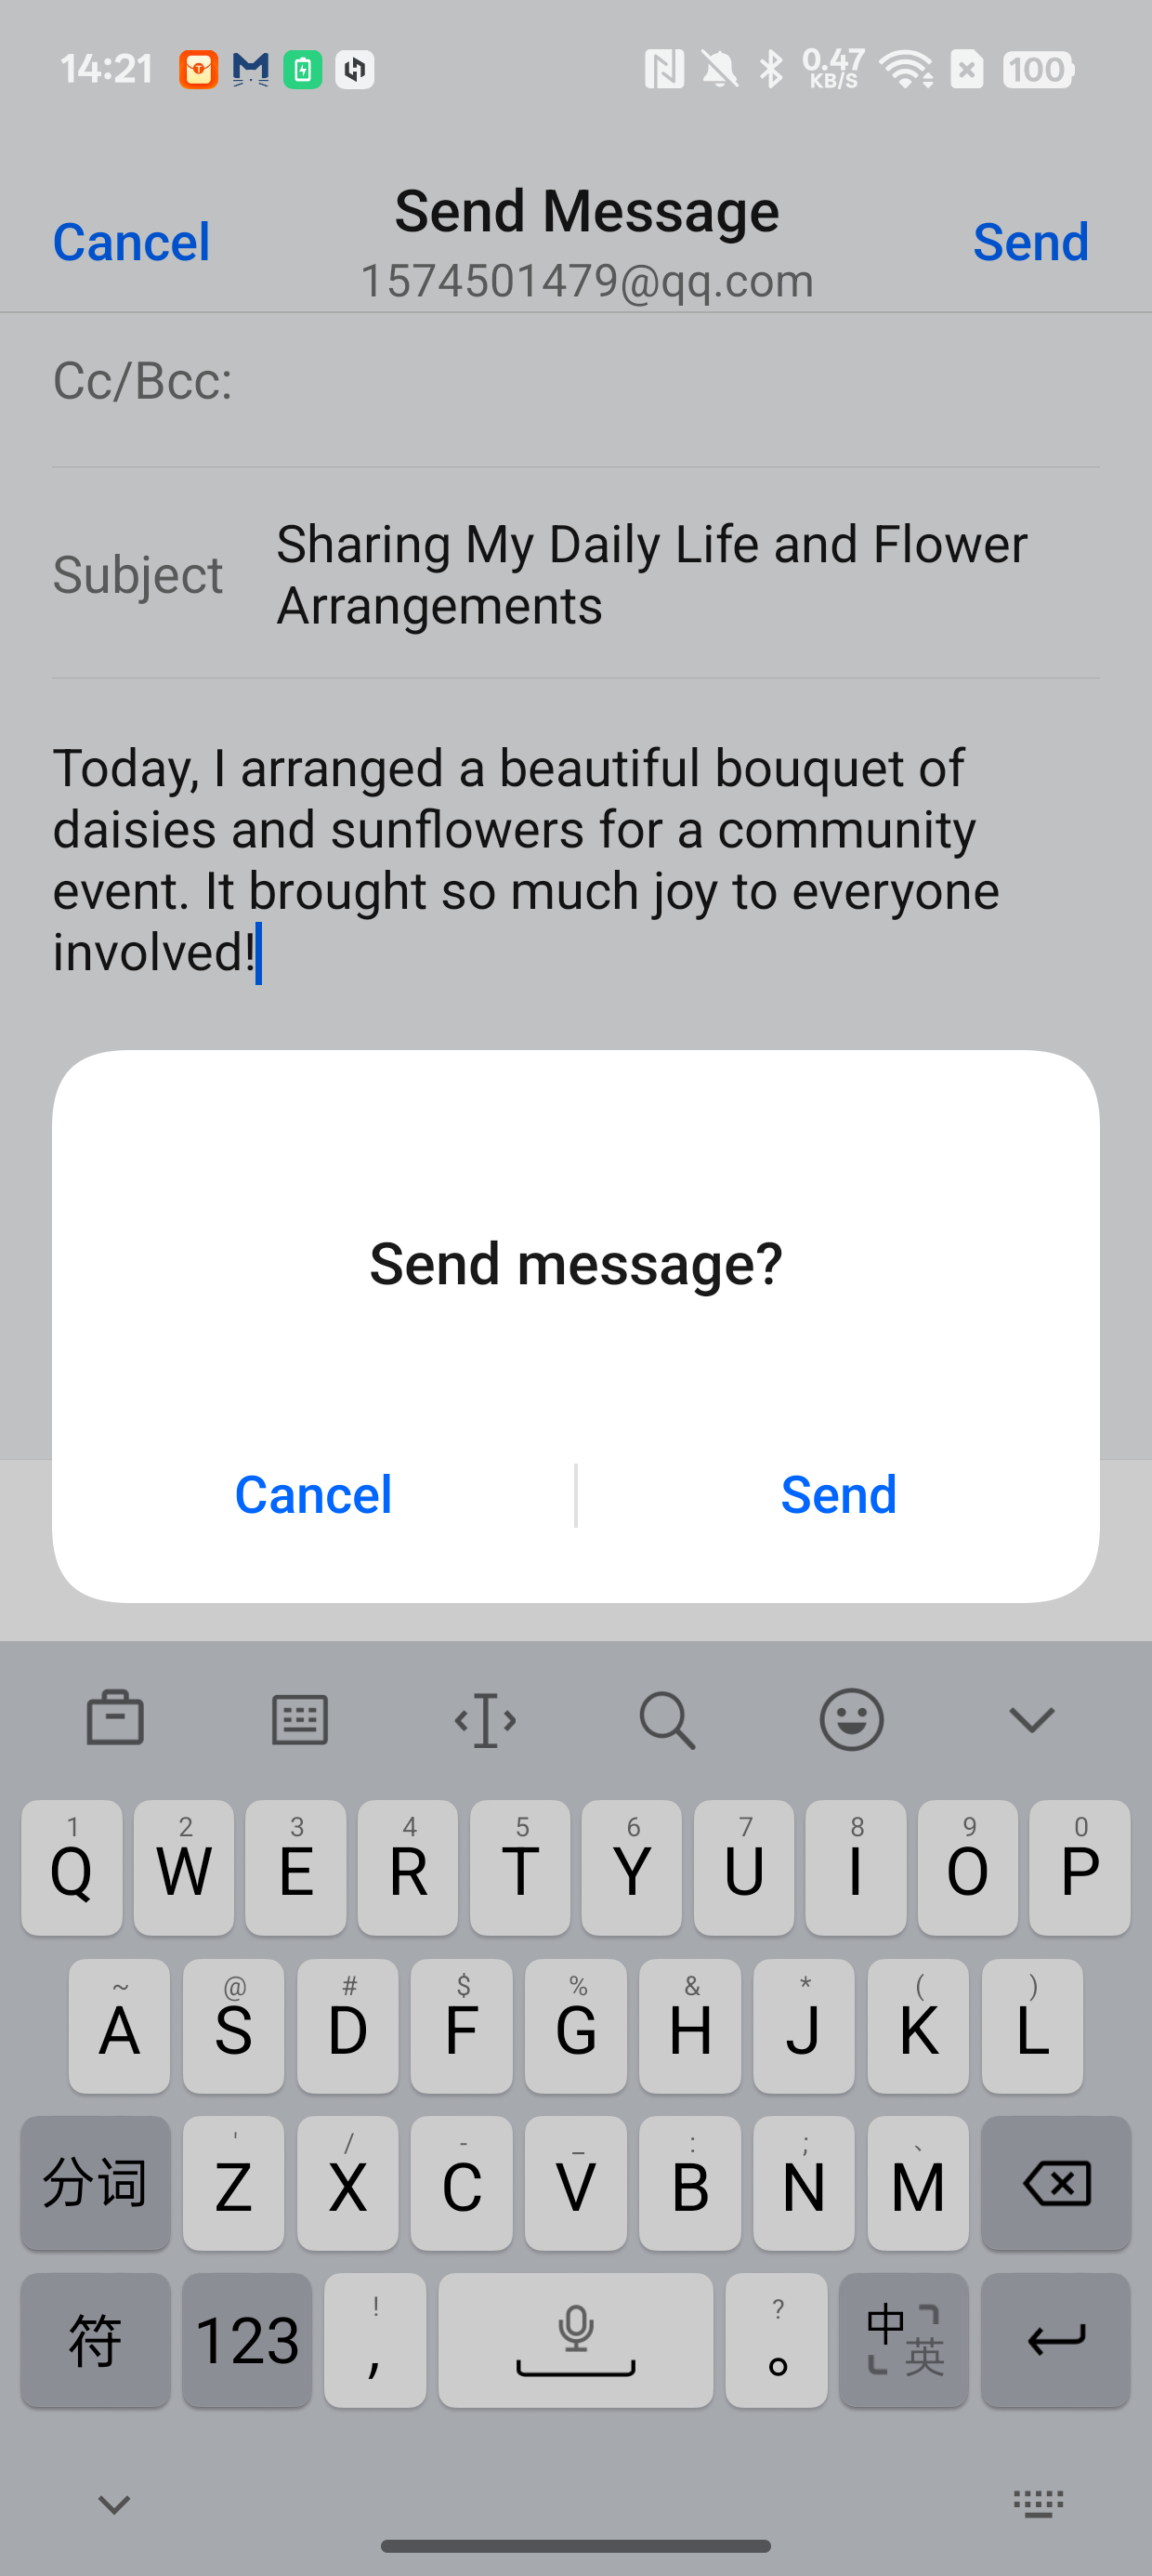 14:21 0.47 KB/S 100
Cancel Send Message Send
1574501479@qq.com
Cc/Bcc:
Subject Sharing My Daily Life and Flower
Arrangements
Today, I arranged a beautiful bouquet of
daisies and sunflowers for a community
event. It brought so much joy to everyone
involved!
Send message?
Cancel Send
1 2 3 4 5 6 7 8 9 0
Q W E R T Y U I O P
~ @ # $ % & * ( )
A S D F G H J K L
' / - _ : ; 、
分词 Z X C V B N M
! ?
符 123 , 。 中 英